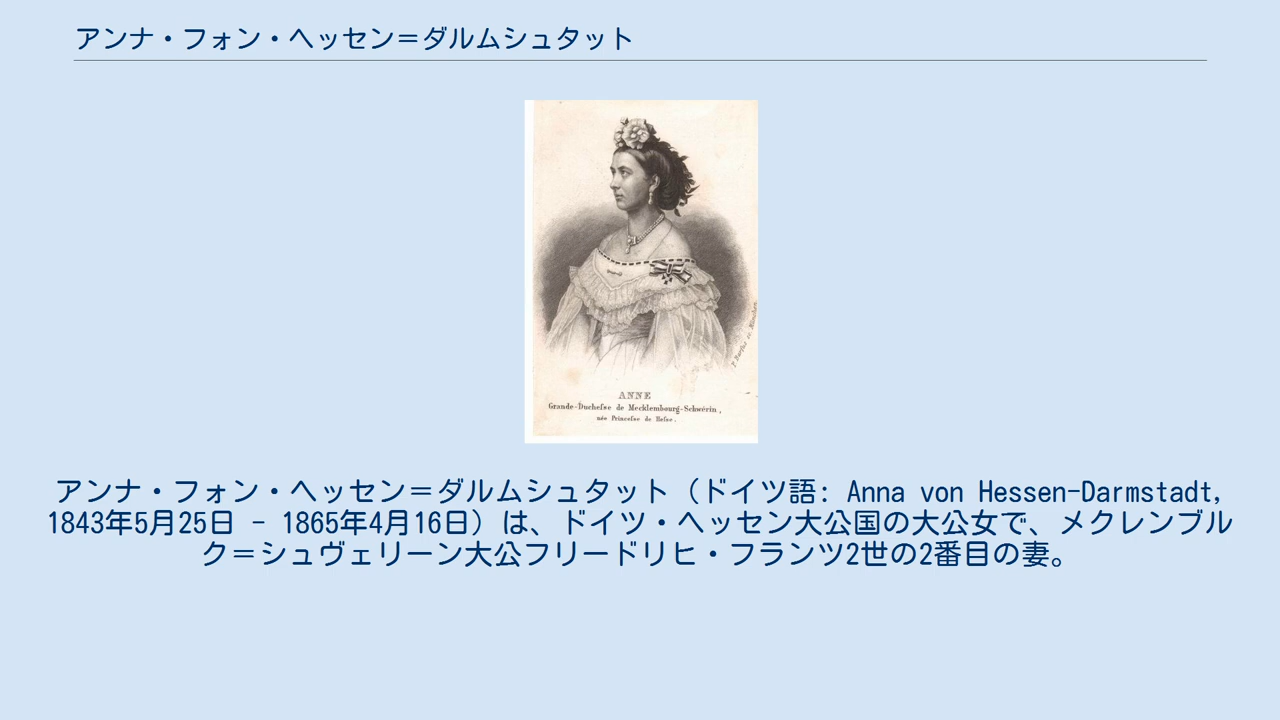 アンナ・フォン・ヘッセン＝ダルムシュタット
ANNE
Grande-Duchesse de Mecklembourg-Schwérin,
née Princesse de Hesse.
アンナ・フォン・ヘッセン＝ダルムシュタット（ドイツ語: Anna von Hessen-Darmstadt,
1843年5月25日 - 1865年4月16日）は、ドイツ・ヘッセン大公国の大公女で、メクレンブル
ク＝シュヴェリーン大公フリードリヒ・フランツ2世の2番目の妻。